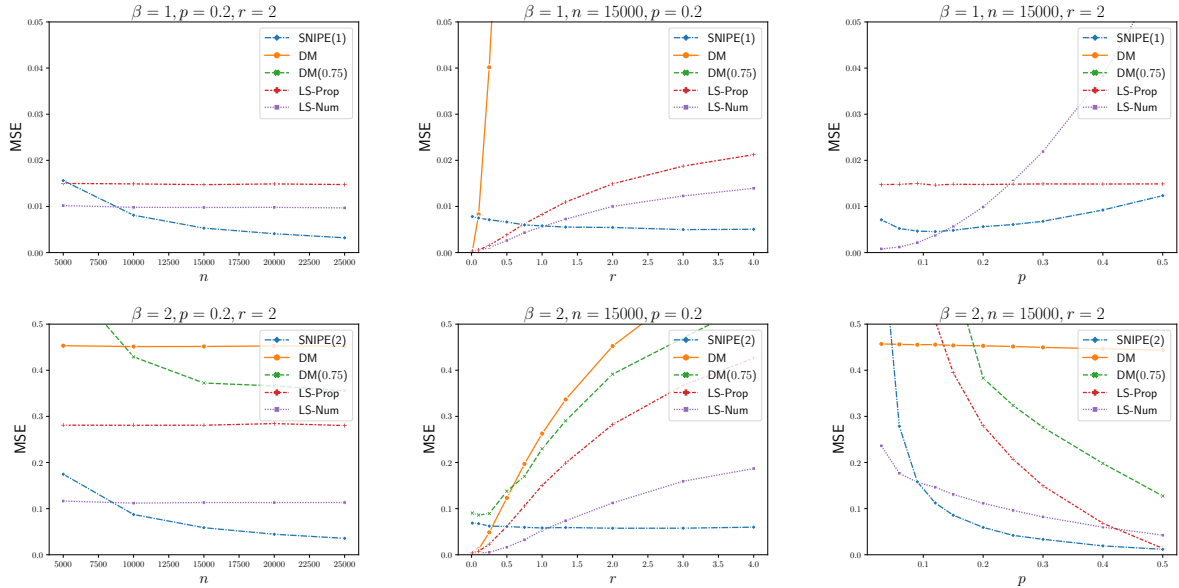 β = 1, p = 0.2, r = 2
0.05
0.04
0.03
0.02
0.01
0.00
MSE
SNIPE(1)
DM
DM(0.75)
LS-Prop
LS-Num
5000 7500 10000 12500 15000 17500 20000 22500 25000
n
β = 1, n = 15000, p = 0.2
0.05
0.04
0.03
0.02
0.01
0.00
MSE
SNIPE(1)
DM
DM(0.75)
LS-Prop
LS-Num
0.0 0.5 1.0 1.5 2.0 2.5 3.0 3.5 4.0
r
β = 1, n = 15000, r = 2
0.05
0.04
0.03
0.02
0.01
0.00
MSE
SNIPE(1)
DM
DM(0.75)
LS-Prop
LS-Num
0.1 0.2 0.3 0.4 0.5
p
β = 2, p = 0.2, r = 2
0.5
0.4
0.3
0.2
0.1
0.0
MSE
SNIPE(2)
DM
DM(0.75)
LS-Prop
LS-Num
5000 7500 10000 12500 15000 17500 20000 22500 25000
n
β = 2, n = 15000, p = 0.2
0.5
0.4
0.3
0.2
0.1
0.0
MSE
SNIPE(2)
DM
DM(0.75)
LS-Prop
LS-Num
0.0 0.5 1.0 1.5 2.0 2.5 3.0 3.5 4.0
r
β = 2, n = 15000, r = 2
0.5
0.4
0.3
0.2
0.1
0.0
MSE
SNIPE(2)
DM
DM(0.75)
LS-Prop
LS-Num
0.1 0.2 0.3 0.4 0.5
p